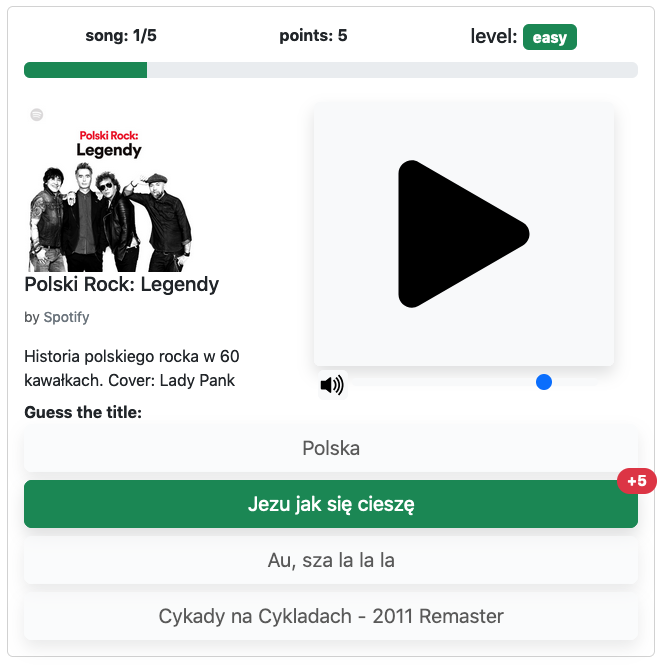 song: 1/5
points: 5
level: easy
Polski Rock:
Legendy
Polski Rock: Legendy
by Spotify
Historia polskiego rocka w 60
kawałkach. Cover: Lady Pank
Guess the title:
Polska
+5
Jezu jak się cieszę
Au, sza la la la
Cykady na Cykladach - 2011 Remaster